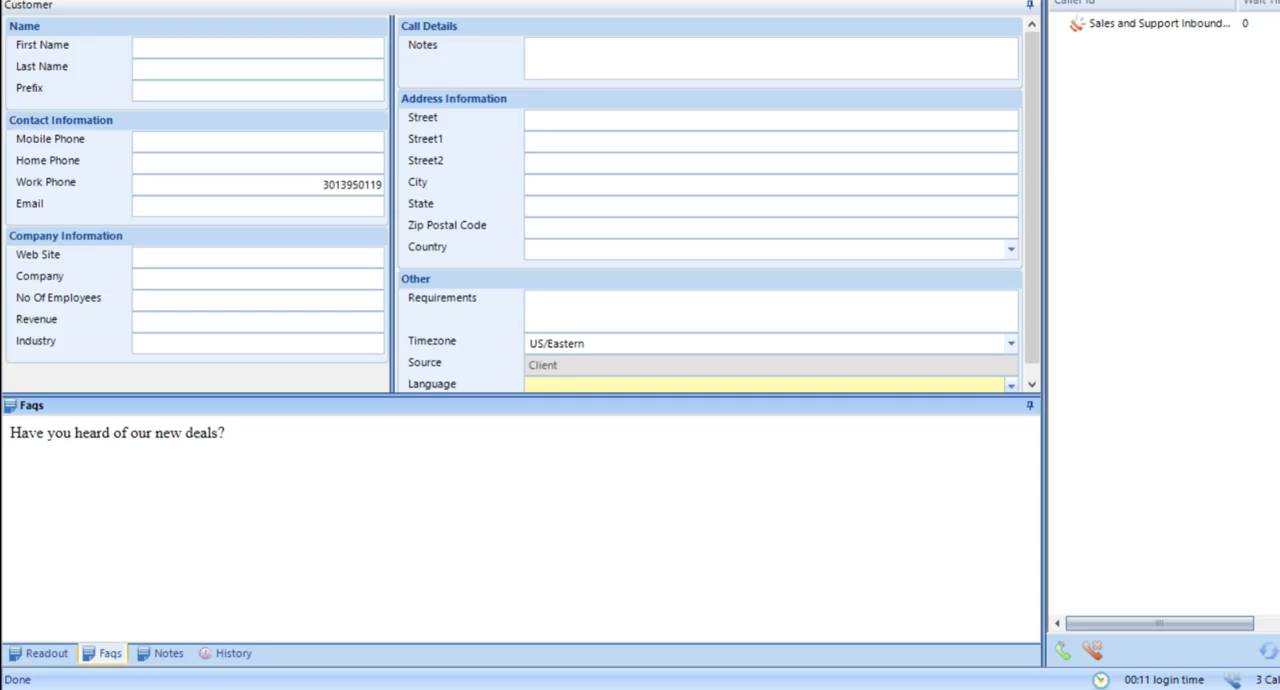 Customer
Name
First Name
Last Name
Prefix
Contact Information
Mobile Phone
Home Phone
Work Phone 3013950119
Email
Company Information
Web Site
Company
No Of Employees
Revenue
Industry
Call Details
Notes
Address Information
Street
Street1
Street2
City
State
Zip Postal Code
Country
Other
Requirements
Timezone US/Eastern
Source Client
Language
Caller Id
Sales and Support Inbound... 0
Faqs
Have you heard of our new deals?
Readout Faqs Notes History
Done 00:11 login time 3